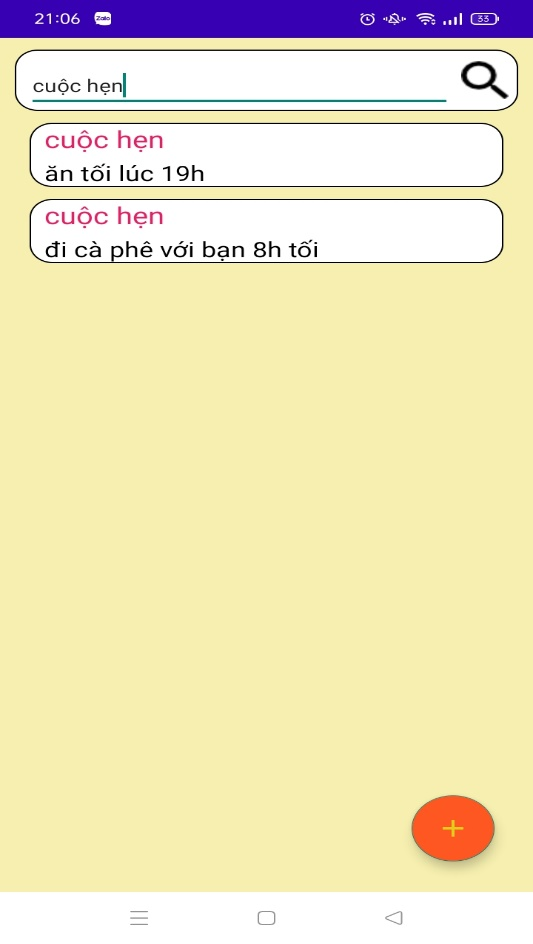 21:06 Zalo 33
cuộc hẹn
cuộc hẹn
ăn tối lúc 19h
cuộc hẹn
đi cà phê với bạn 8h tối
+